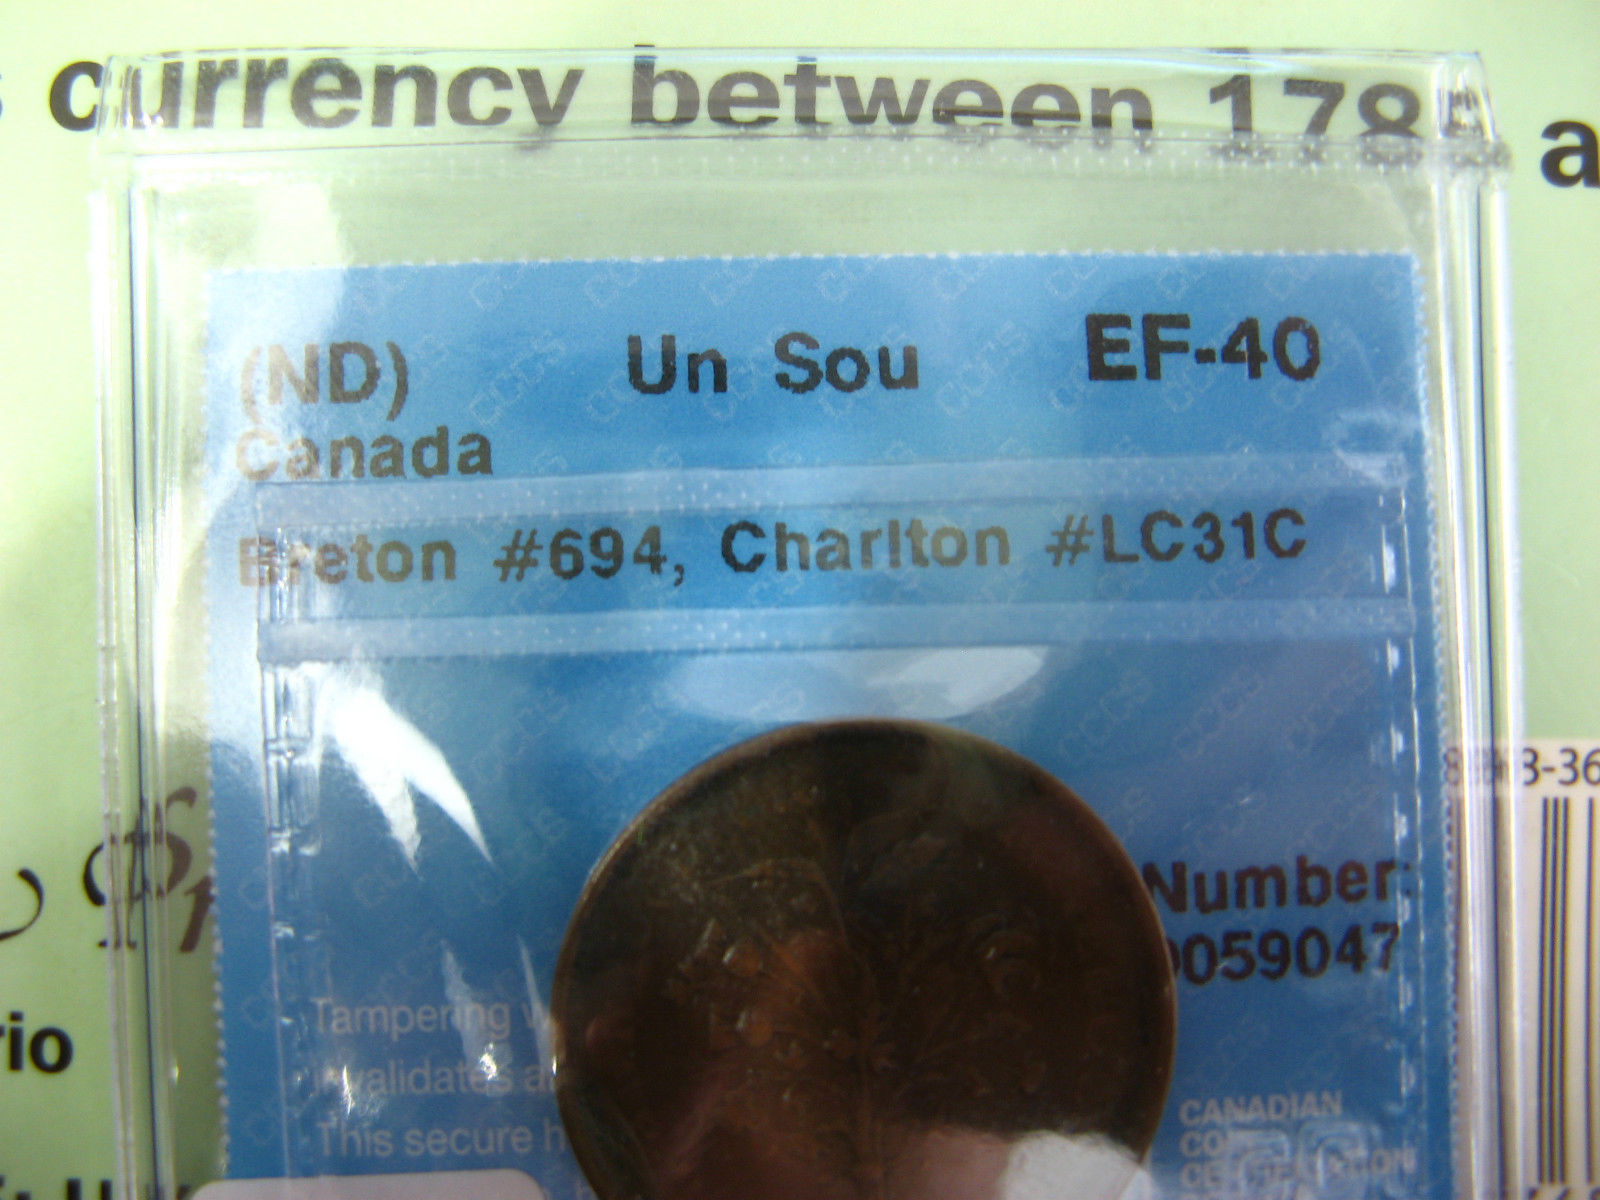 currency between 1785 a
(ND) Un Sou EF-40
Canada
Breton #694, Charlton #LC31C
Number:
059047
Tampering
invalidates
This secure
rio
CANADIAN